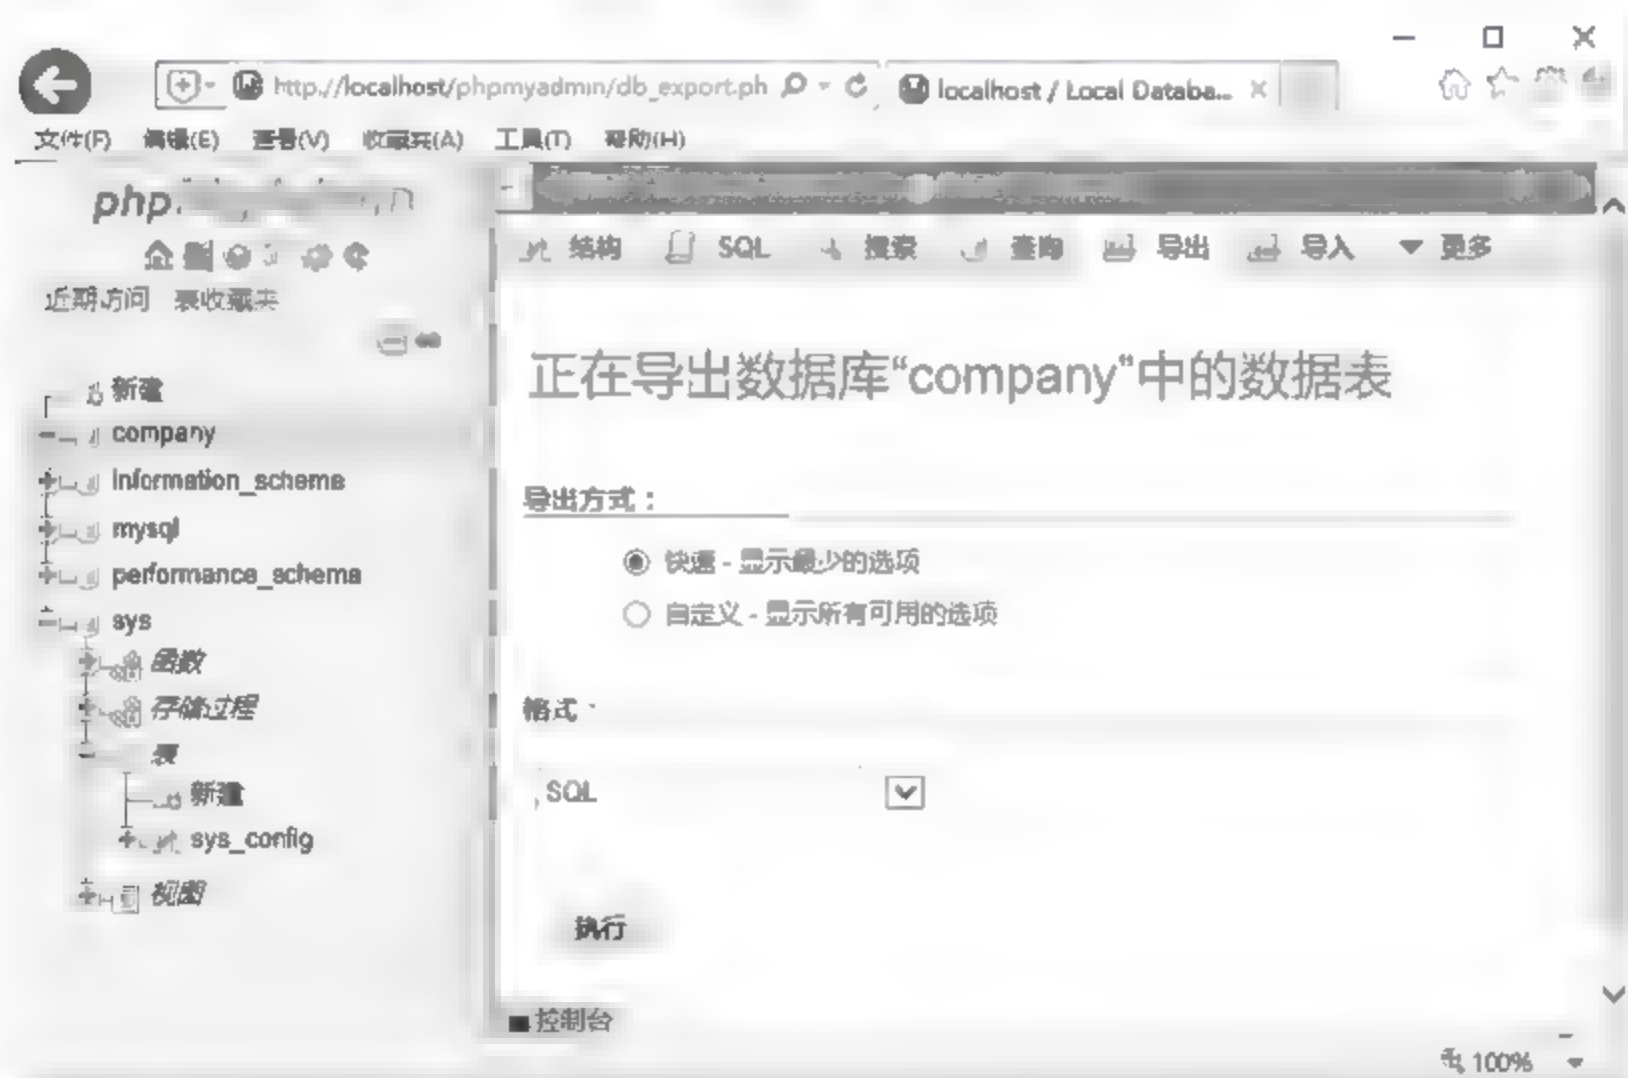 http://localhost/phpmyadmin/db_export.ph
localhost / Local Databa...
文件(F) 编辑(E) 查看(V) 收藏夹(A) 工具(T) 帮助(H)
php
近期访问 表收藏夹
新建
company
information_schema
mysql
performance_schema
sys
函数
存储过程
表
新建
sys_config
视图
结构 SQL 搜索 查询 导出 导入 更多
正在导出数据库“company”中的数据表
导出方式：
快速 - 显示最少的选项
自定义 - 显示所有可用的选项
格式：
SQL
执行
控制台
100%